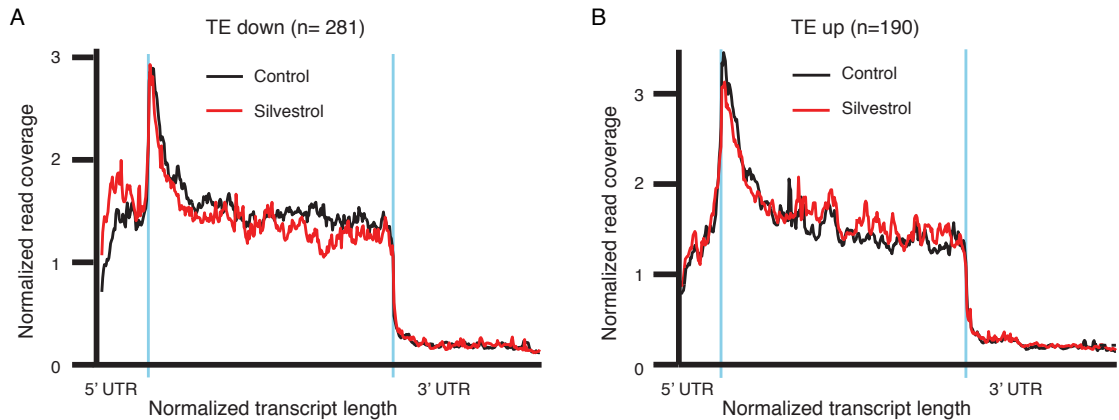 A
TE down (n= 281)
Control
Silvestrol
Normalized read coverage
3
2
1
0
5’ UTR
3’ UTR
Normalized transcript length
B
TE up (n=190)
Control
Silvestrol
Normalized read coverage
3
2
1
0
5’ UTR
3’ UTR
Normalized transcript length